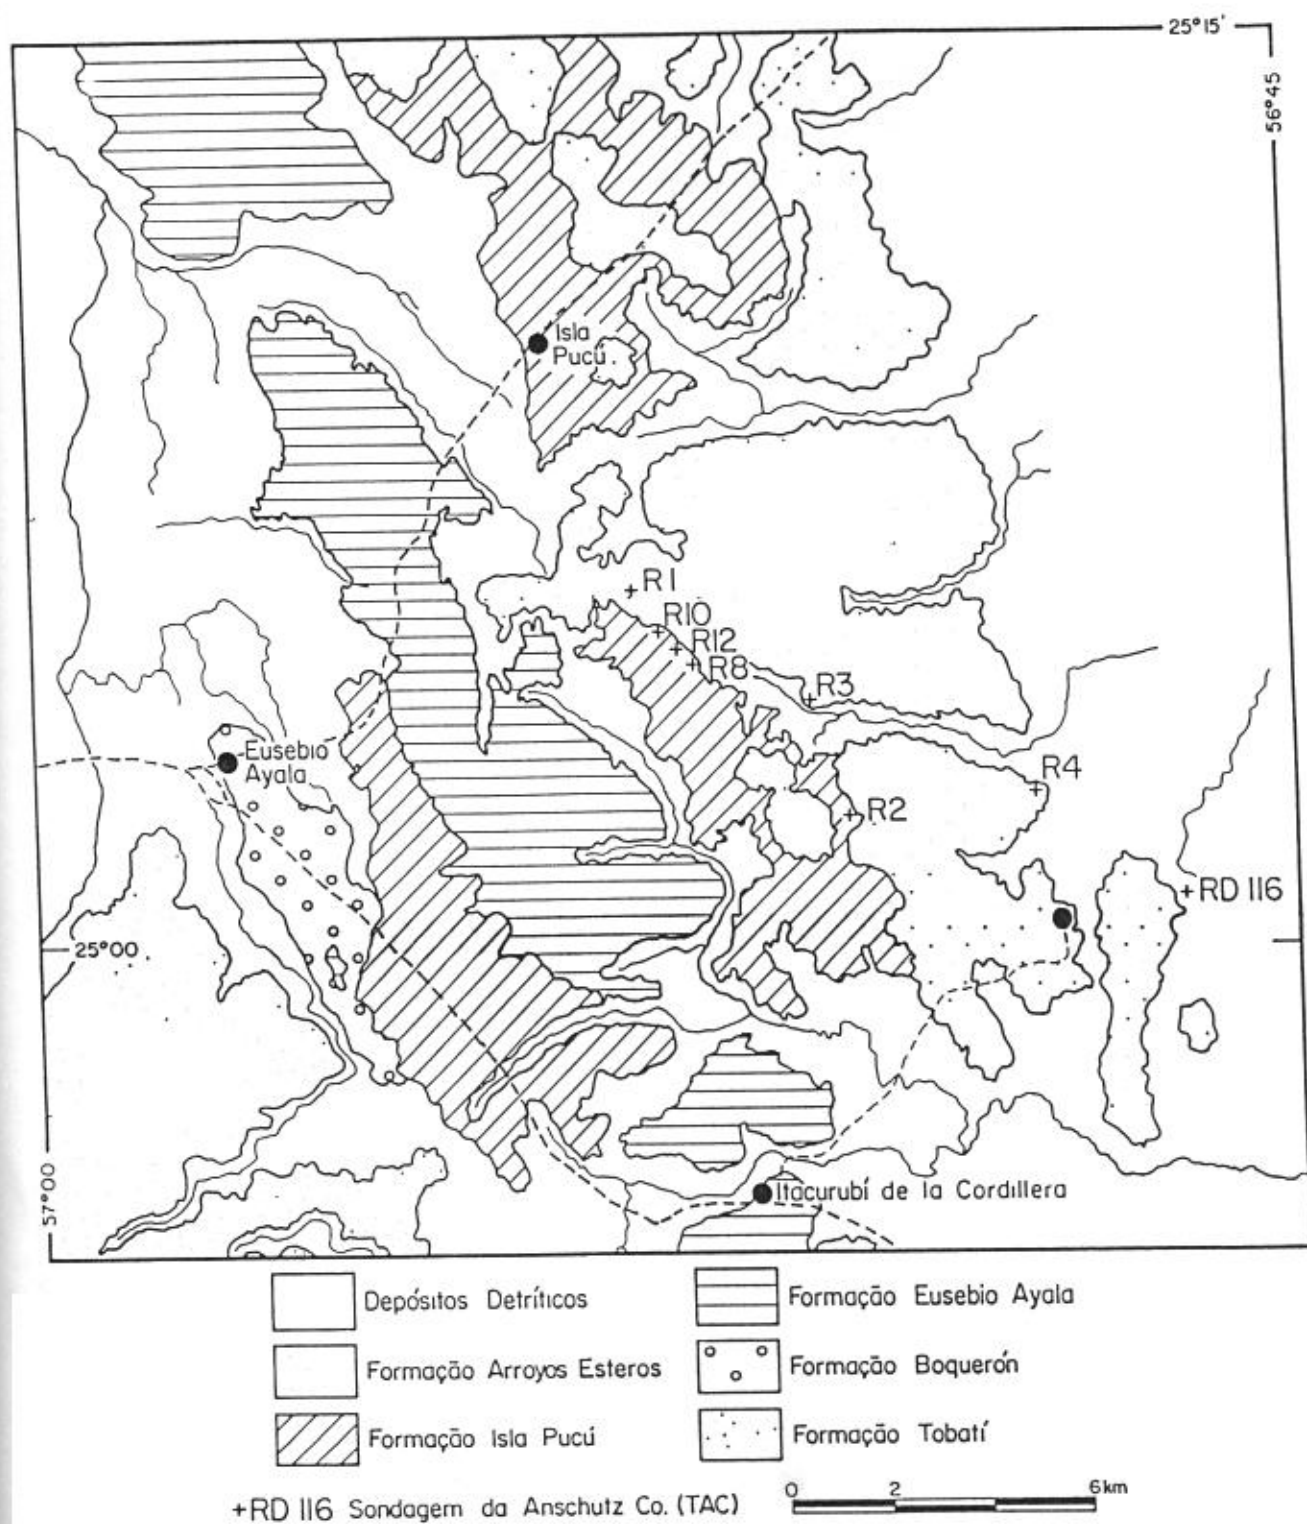 25°15'
56°45
Isla
Pucú
R1
R10
R12
R8
R3
Eusebio
Ayala
R4
R2
RD 116
25°00
57°00
Itacurubí de la Cordillera
Depósitos Detríticos
Formação Eusebio Ayala
Formação Arroyos Esteros
Formação Boquerón
Formação Isla Pucú
Formação Tobatí
+RD 116 Sondagem da Anschutz Co. (TAC)
0 2 6km